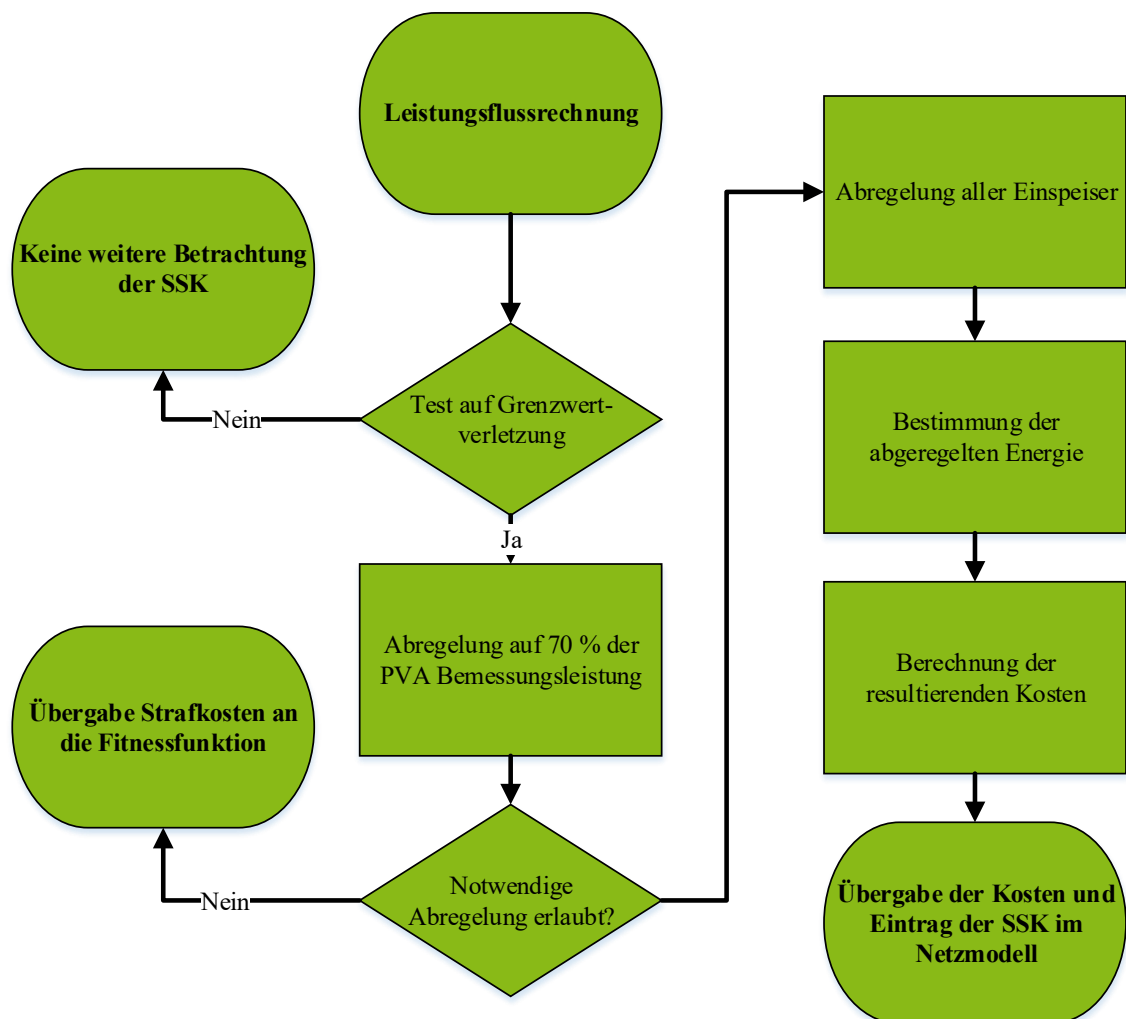 Leistungsflussrechnung
Keine weitere Betrachtung
der SSK
Test auf Grenzwert-
verletzung
Nein
Ja
Abregelung auf 70 % der
PVA Bemessungsleistung
Übergabe Strafkosten an
die Fitnessfunktion
Notwendige
Abregelung erlaubt?
Nein
Abregelung aller Einspeiser
Bestimmung der
abgeregelten Energie
Berechnung der
resultierenden Kosten
Übergabe der Kosten und
Eintrag der SSK im
Netzmodell